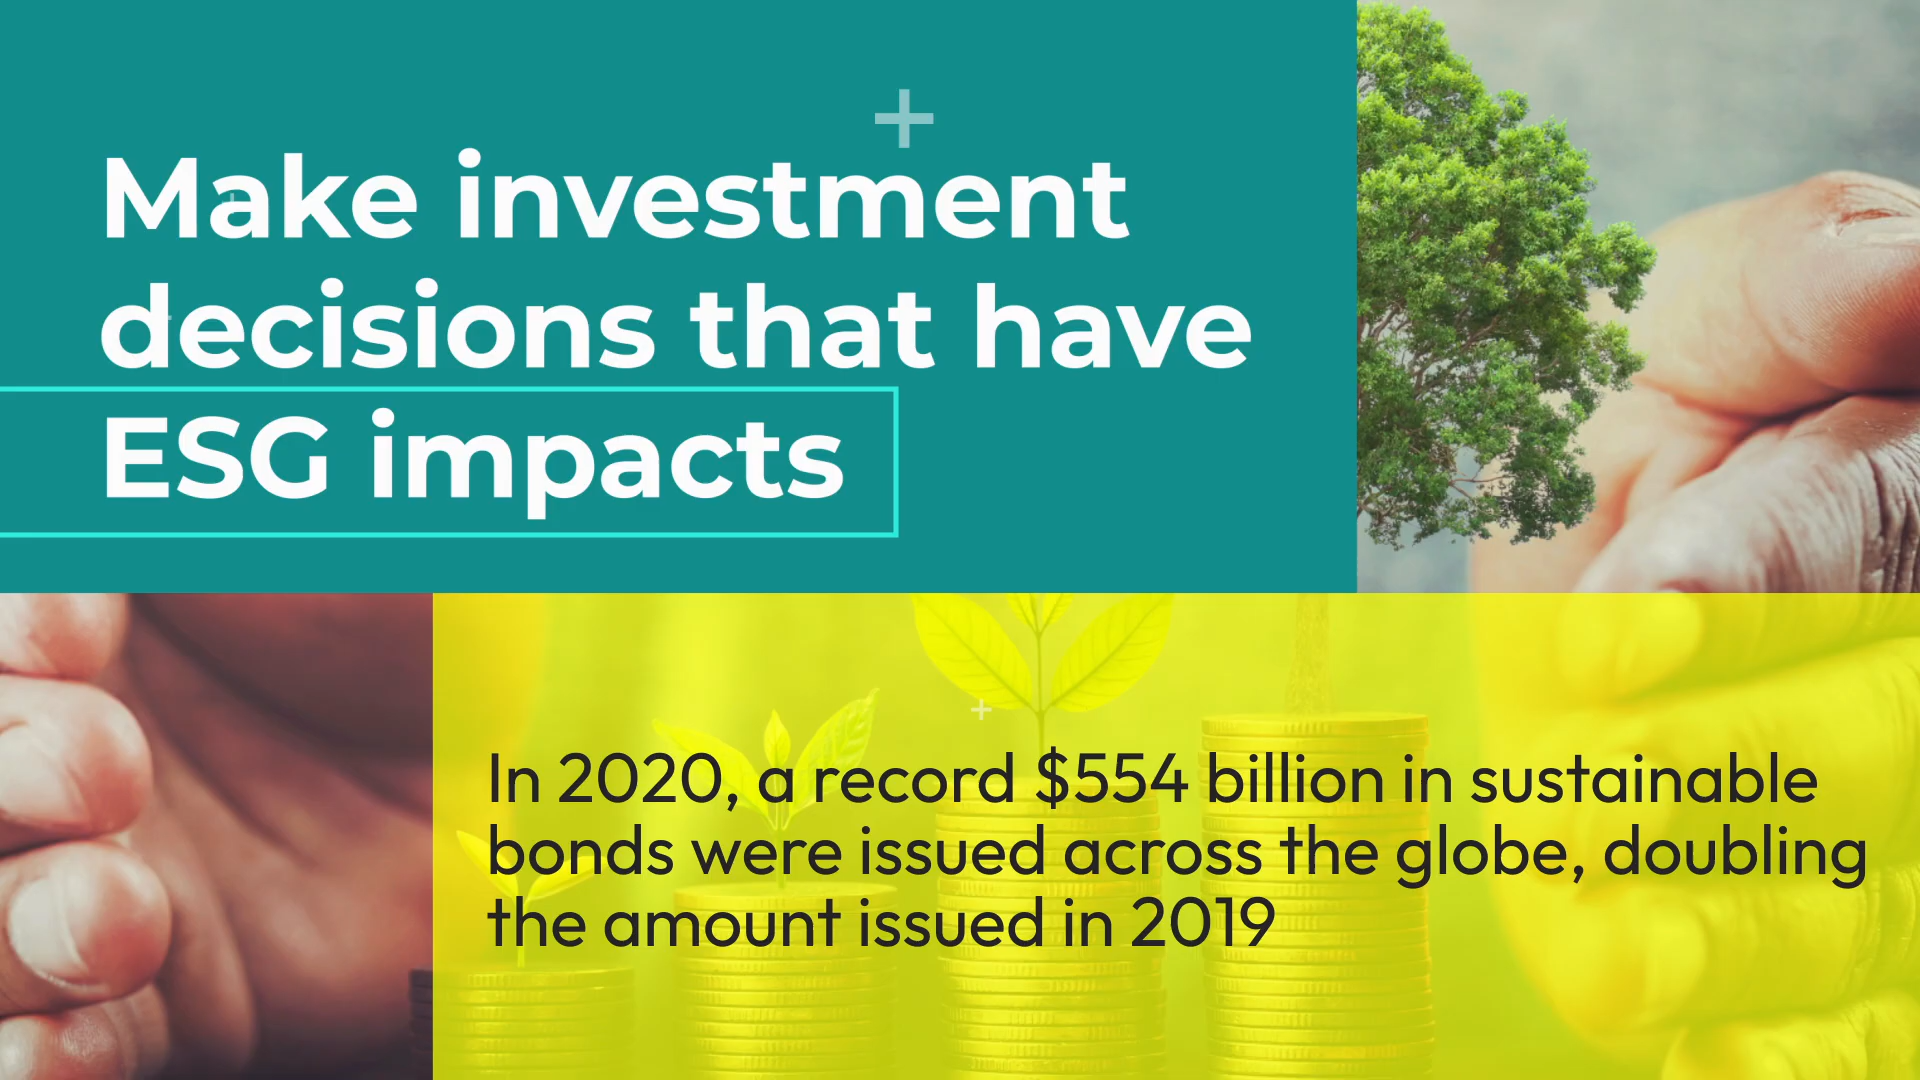 Make investment
decisions that have
ESG impacts
In 2020, a record $554 billion in sustainable
bonds were issued across the globe, doubling
the amount issued in 2019